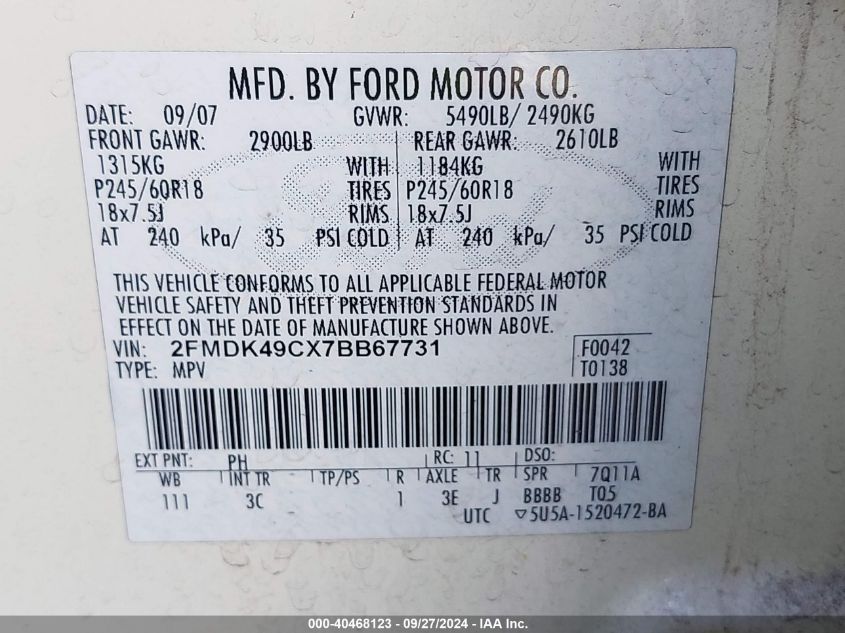 MFD. BY FORD MOTOR CO.
DATE: 09/07 GVWR: 5490LB/ 2490KG
FRONT GAWR: 2900LB REAR GAWR: 2610LB
1315KG WITH 1184KG WITH
P245/60R18 TIRES P245/60R18 TIRES
18x7.5J RIMS 18x7.5J RIMS
AT 240 kPa/ 35 PSI COLD AT 240 kPa/ 35 PSI COLD
THIS VEHICLE CONFORMS TO ALL APPLICABLE FEDERAL MOTOR
VEHICLE SAFETY AND THEFT PREVENTION STANDARDS IN
EFFECT ON THE DATE OF MANUFACTURE SHOWN ABOVE.
VIN: 2FMDK49CX7BB67731 F0042
TYPE: MPV T0138
EXT PNT: PH RC: 11 DSO:
WB INT TR TP/PS R AXLE TR SPR 7Q11A
111 3C 1 3E J BBBB T05
UTC ▽5U5A-1520472-BA
000-40468123 - 09/27/2024 - IAA Inc.